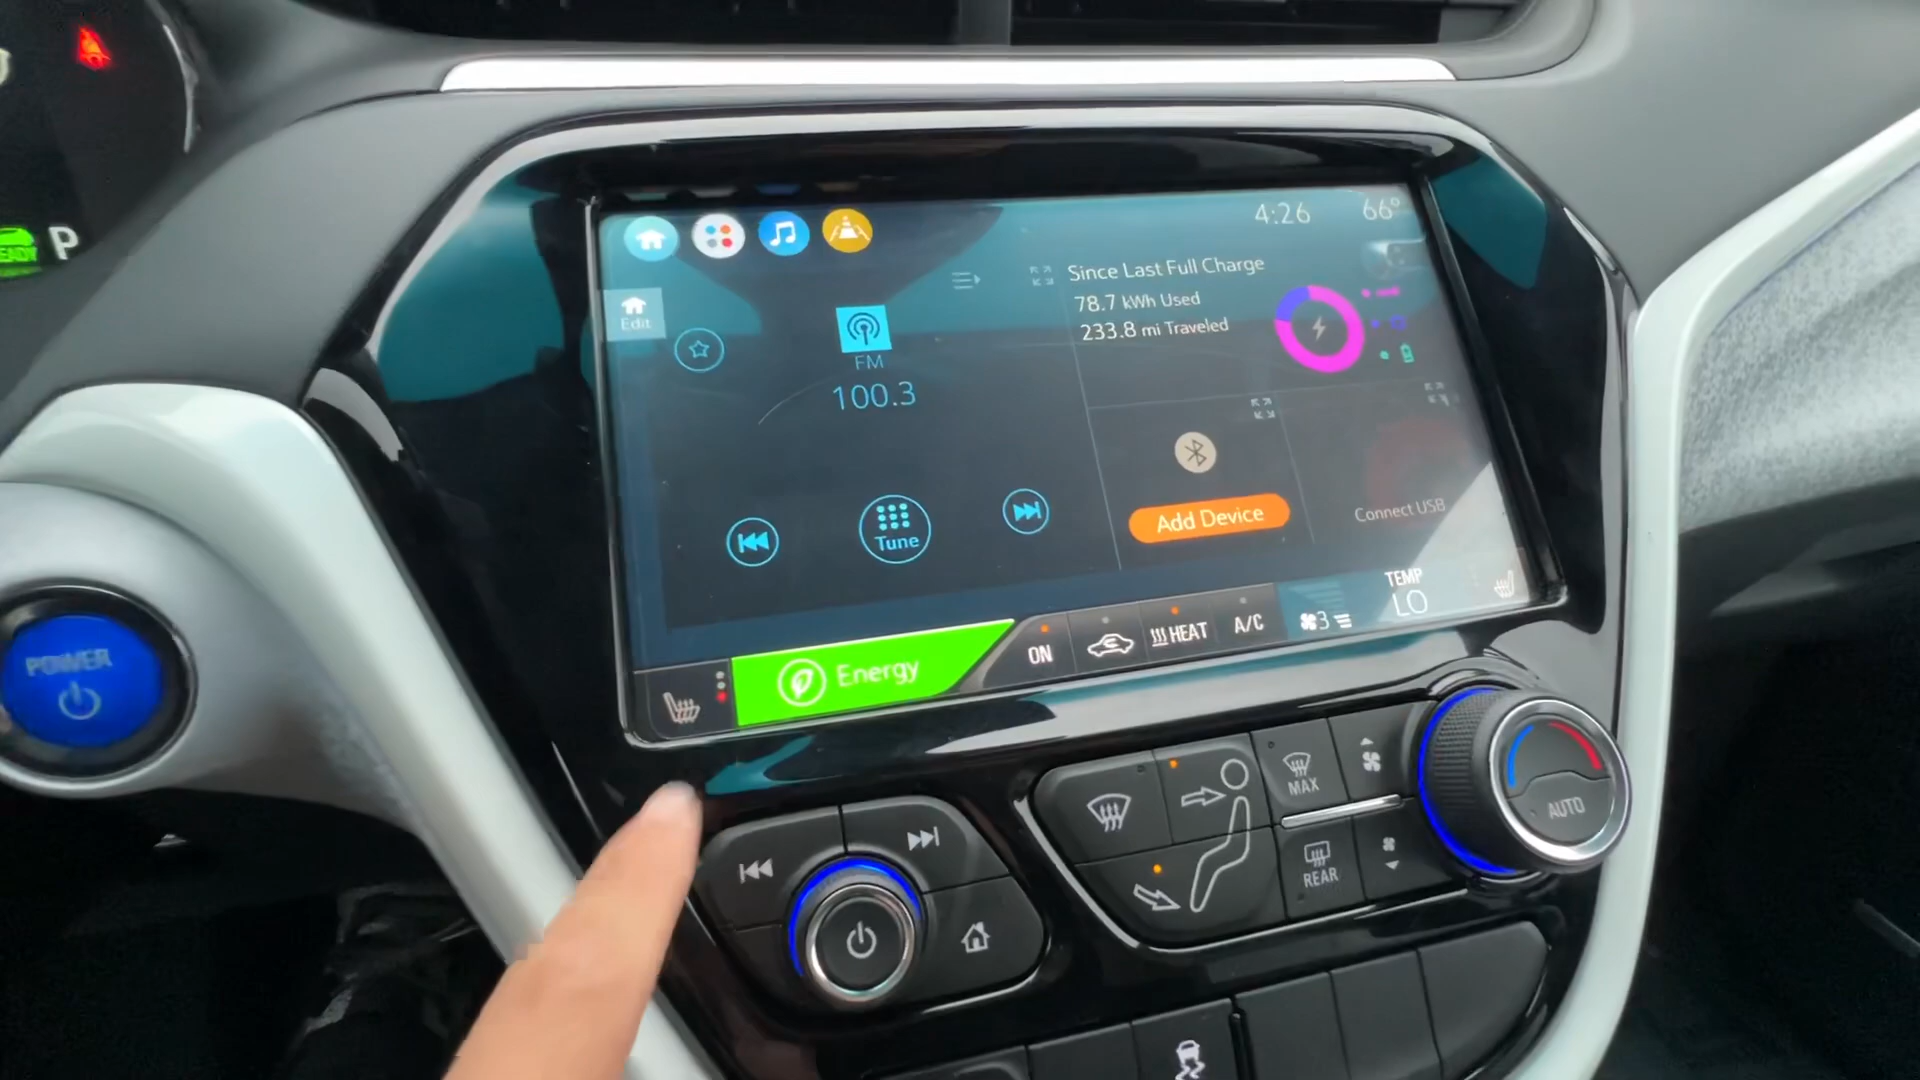 4:26 66°
READY P
Edit
Since Last Full Charge
78.7 kWh Used
233.8 mi Traveled
FM
100.3
Tune
Add Device
Connect USB
Energy
ON
HEAT
A/C
3
TEMP
LO
POWER
MAX
REAR
AUTO